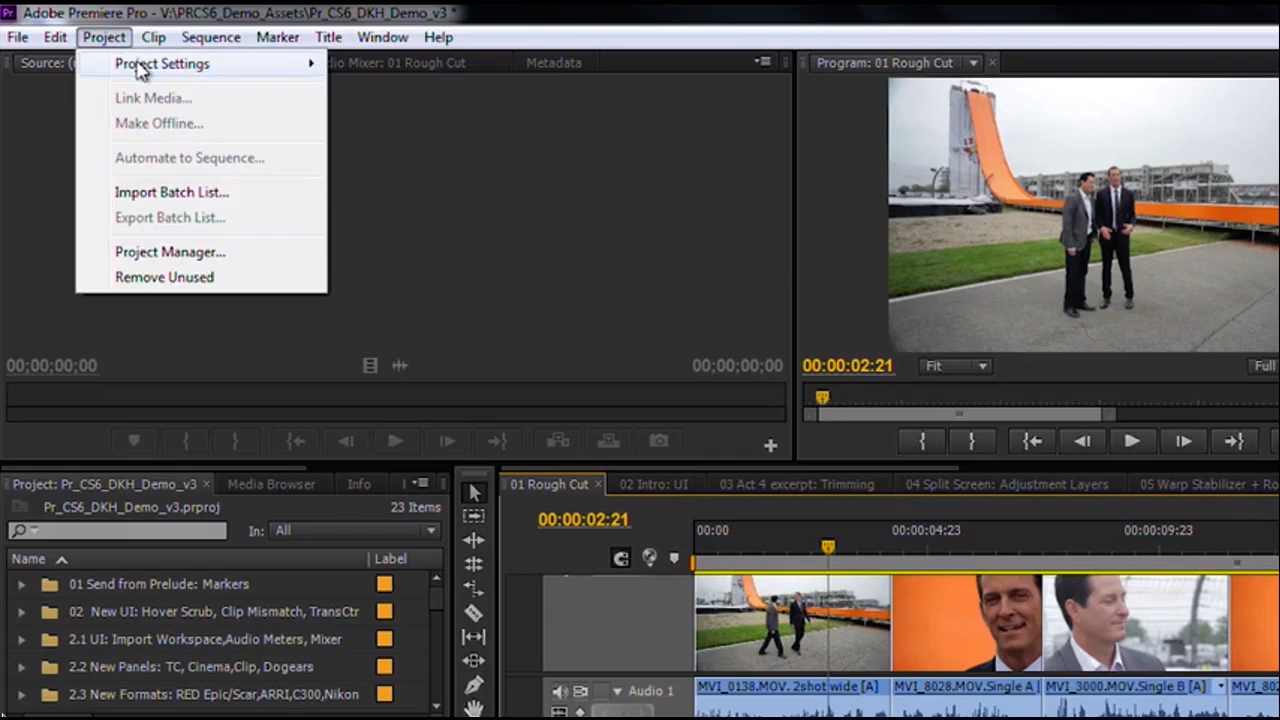 Pr Adobe Premiere Pro - V:\PRCS6_Demo_Assets\Pr_CS6_DKH_Demo_v3 *
File Edit Project Clip Sequence Marker Title Window Help
Project Settings
Link Media...
Make Offline...
Automate to Sequence...
Import Batch List...
Export Batch List...
Project Manager...
Remove Unused
Source: Mixer: 01 Rough Cut Metadata
Program: 01 Rough Cut
00;00;00;00 00;00;00;00
00:00:02:21 Fit Full
Project: Pr_CS6_DKH_Demo_v3 Media Browser Info
Pr_CS6_DKH_Demo_v3.prproj 23 Items
In: All
Name Label
01 Send from Prelude: Markers
02 New UI: Hover Scrub, Clip Mismatch, TransCtr
2.1 UI: Import Workspace,Audio Meters, Mixer
2.2 New Panels: TC, Cinema,Clip, Dogears
2.3 New Formats: RED Epic/Scar,ARRI,C300,Nikon
01 Rough Cut 02 Intro: UI 03 Act 4 excerpt: Trimming 04 Split Screen: Adjustment Layers 05 Warp Stabilizer + Ro
00:00:02:21
00:00 00:00:04:23 00:00:09:23
Audio 1
MVI_0138.MOV. 2shot wide [A] MVI_8028.MOV.Single A MVI_3000.MOV.Single B [A] MVI_80